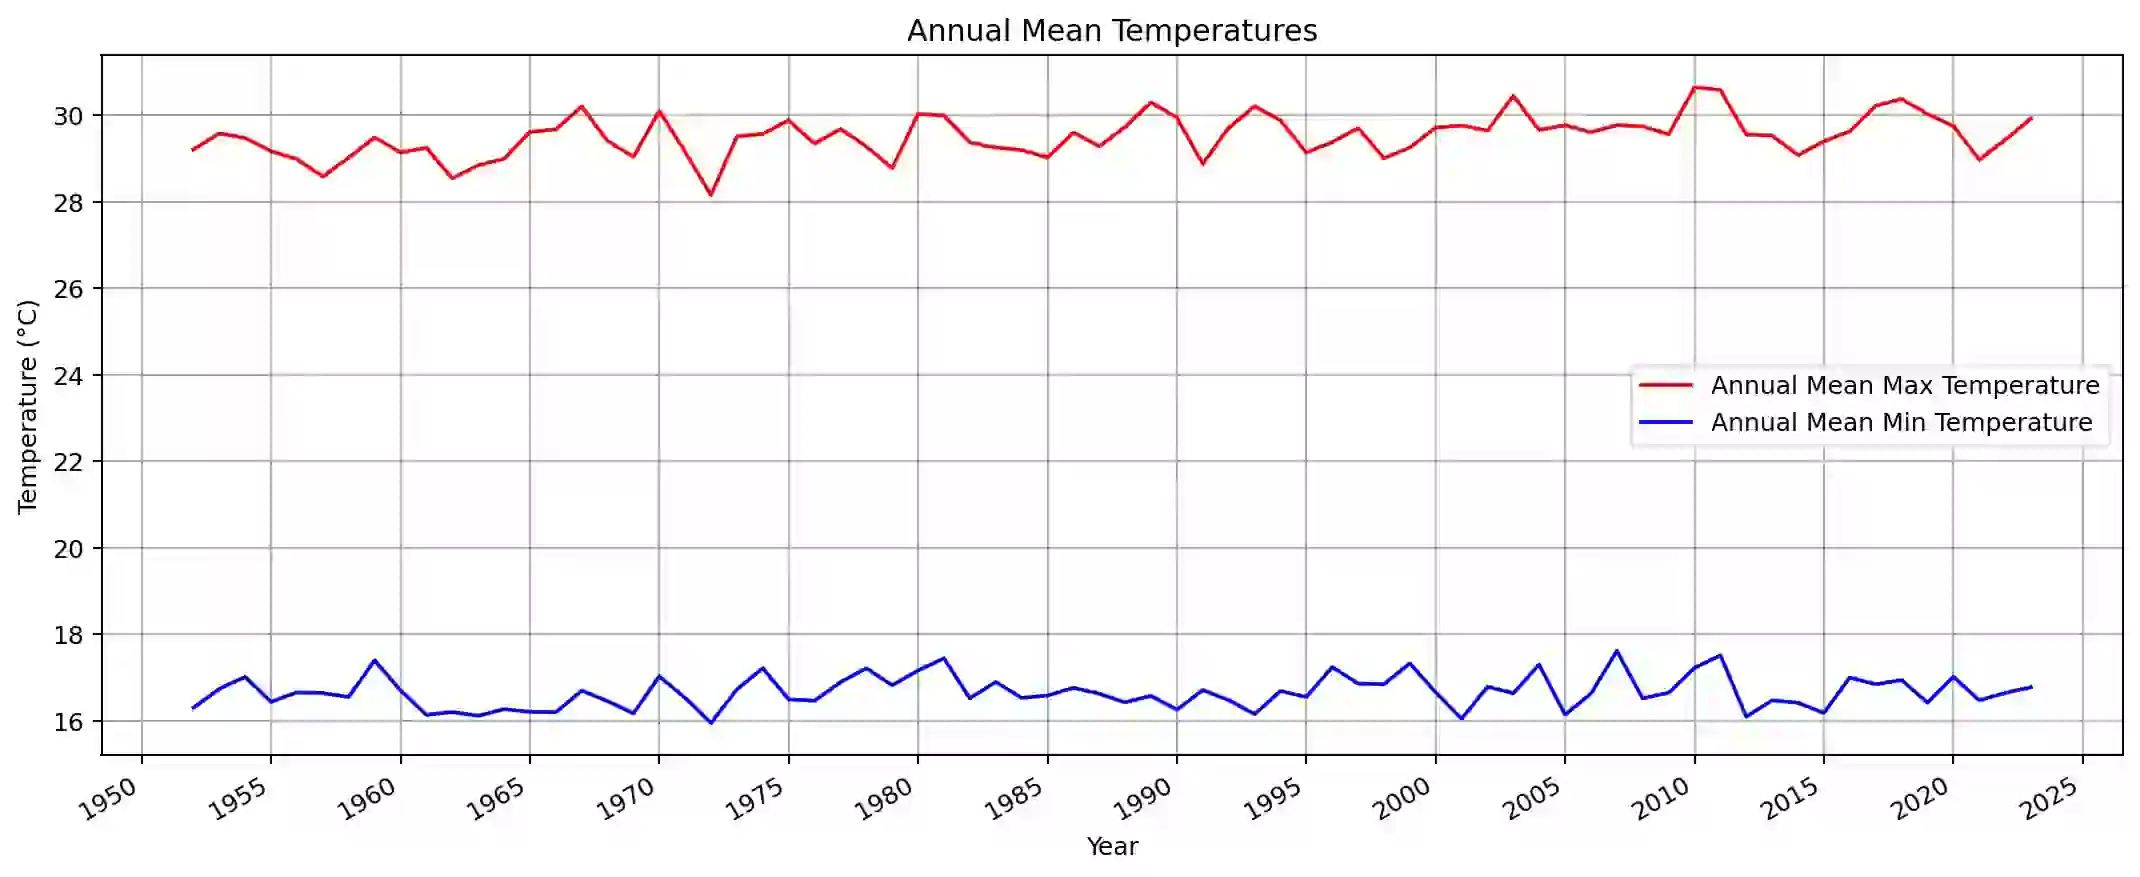 Annual Mean Temperatures
Temperature (°C)
30
28
26
24
22
20
18
16
Annual Mean Max Temperature
Annual Mean Min Temperature
1950 1955 1960 1965 1970 1975 1980 1985 1990 1995 2000 2005 2010 2015 2020 2025
Year